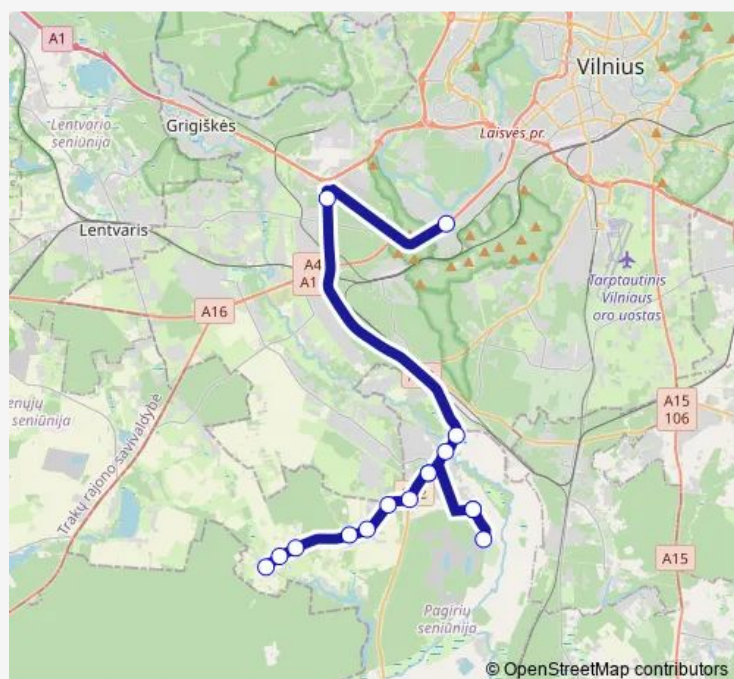 A1
Vilnius
Grigiškės
Lentvario
seniūnija
Laisvės pr.
Lentvaris
A4
A1
A16
Tarptautinis
Vilniaus
oro uostas
A15
106
seniūnija
Trakų rajono savivaldybė
A15
Pagirių
seniūnija
© OpenStreetMap contributors